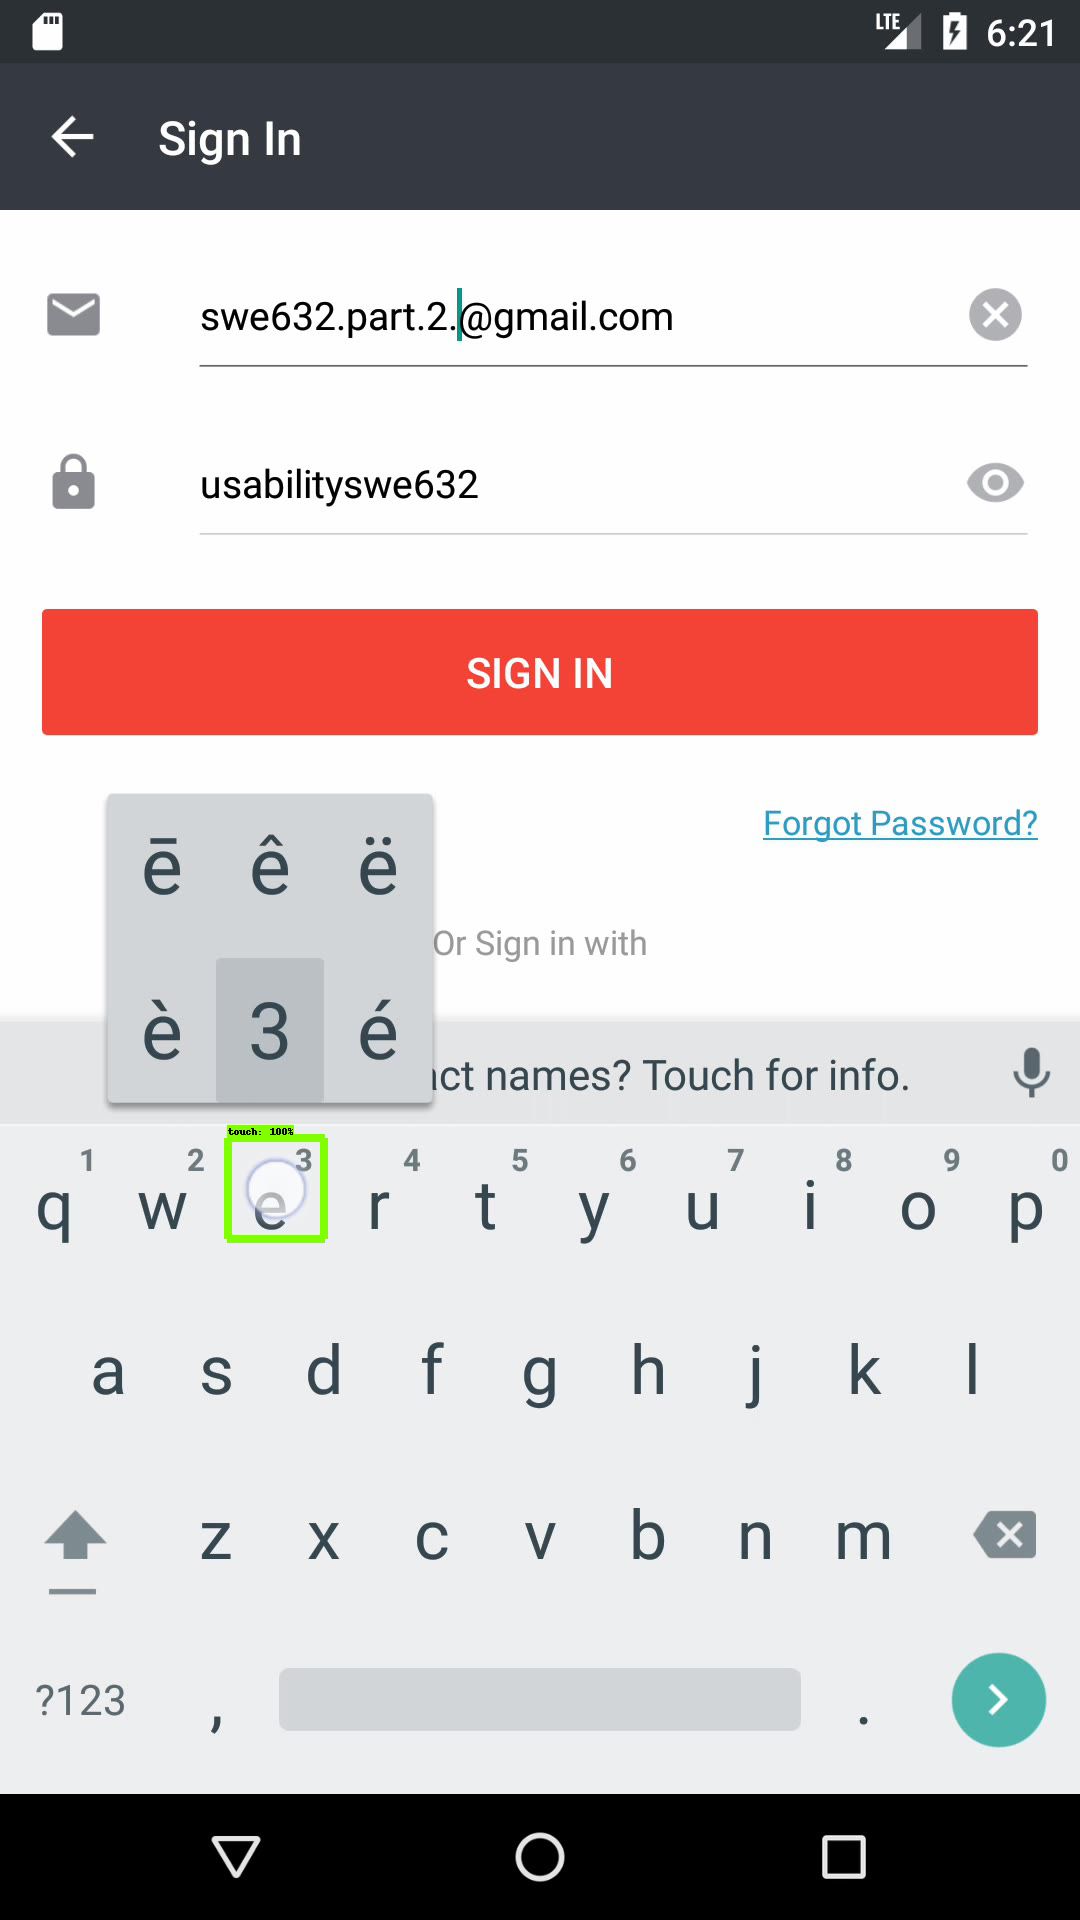 LTE 6:21
Sign In
swe632.part.2.@gmail.com
usabilityswe632
SIGN IN
Forgot Password?
Or Sign in with
ē ê ë
è 3 é
names? Touch for info.
touch: 100%
1 2 3 4 5 6 7 8 9 0
q w e r t y u i o p
a s d f g h j k l
z x c v b n m
?123 , .